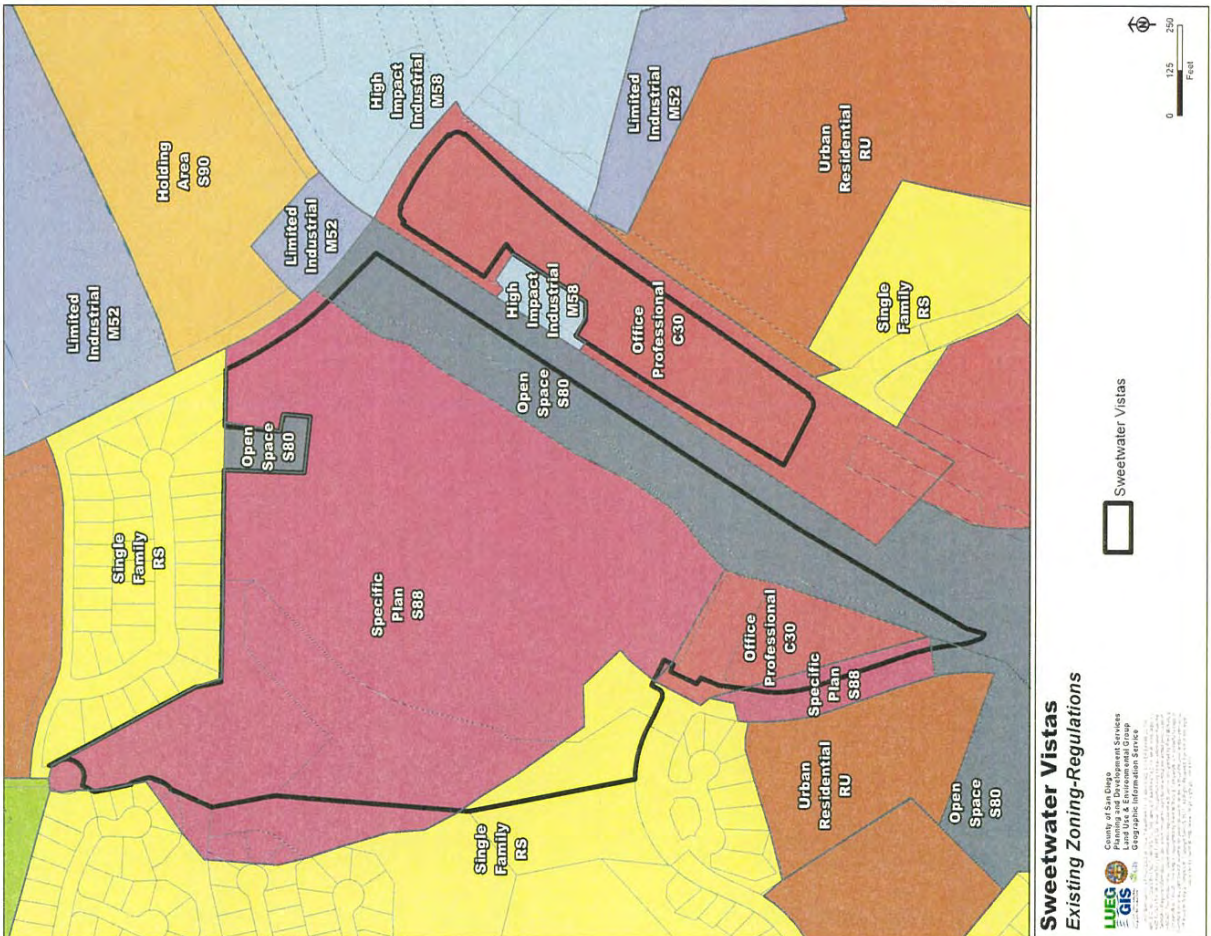 Limited
Industrial
M52
Holding
Area
S90
High
Impact
Industrial
M58
Limited
Industrial
M52
Limited
Industrial
M52
Urban
Residential
RU
Single
Family
RS
High
Impact
Industrial
M58
Office
Professional
C30
Open
Space
S80
Open
Space
S80
Single
Family
RS
Specific
Plan
S88
Office
Professional
C30
Specific
Plan
S88
Single
Family
RS
Urban
Residential
RU
Open
Space
S80
Sweetwater Vistas
Existing Zoning-Regulations
LUEG
GIS
County of San Diego
Planning and Development Services
Land Use & Environmental Group
Geographic Information Service
Sweetwater Vistas
N
0 125 250
Feet